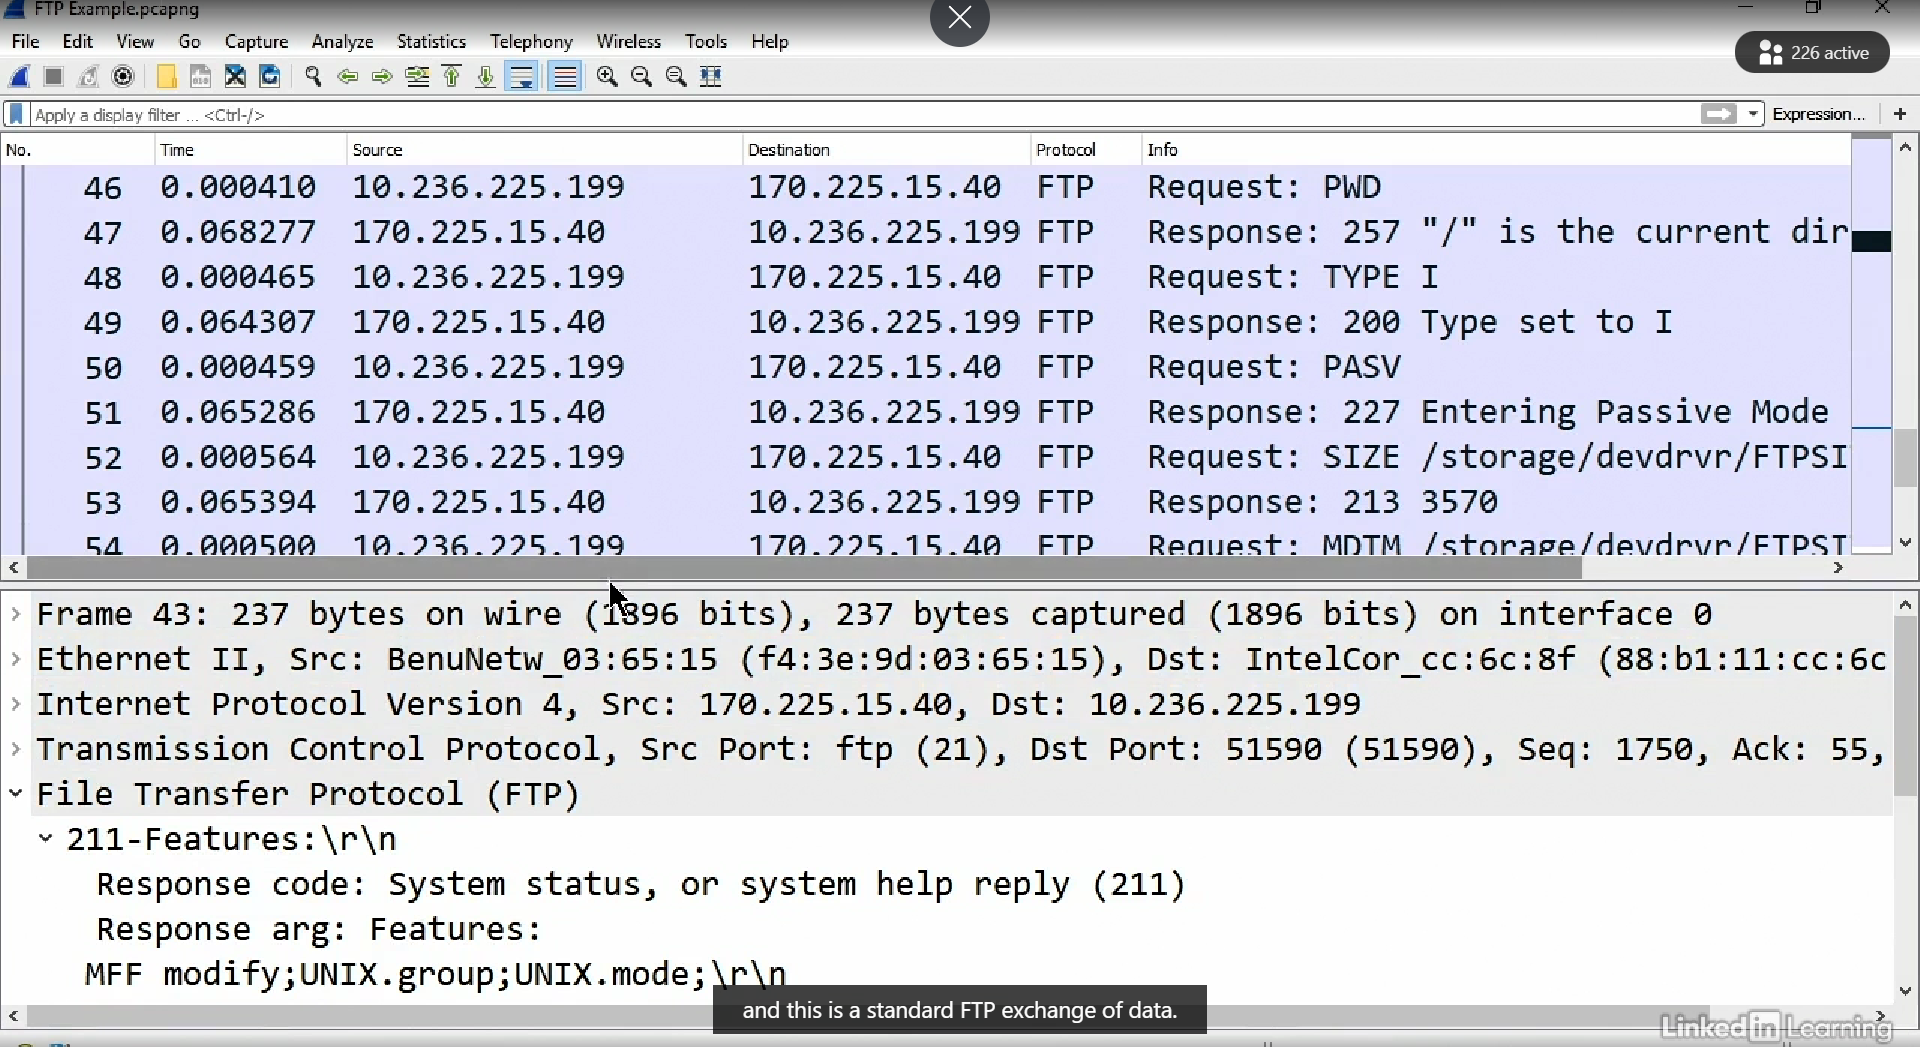 FTP Example.pcapng
File Edit View Go Capture Analyze Statistics Telephony Wireless Tools Help
226 active
Apply a display filter ... <Ctrl-/> Expression... +
No. Time Source Destination Protocol Info
46 0.000410 10.236.225.199 170.225.15.40 FTP Request: PWD
47 0.068277 170.225.15.40 10.236.225.199 FTP Response: 257 "/" is the current dir
48 0.000465 10.236.225.199 170.225.15.40 FTP Request: TYPE I
49 0.064307 170.225.15.40 10.236.225.199 FTP Response: 200 Type set to I
50 0.000459 10.236.225.199 170.225.15.40 FTP Request: PASV
51 0.065286 170.225.15.40 10.236.225.199 FTP Response: 227 Entering Passive Mode
52 0.000564 10.236.225.199 170.225.15.40 FTP Request: SIZE /storage/devdrvr/FTPSI
53 0.065394 170.225.15.40 10.236.225.199 FTP Response: 213 3570
54 0.000500 10.236.225.199 170.225.15.40 FTP Request: MDTM /storage/devdrvr/FTPSI
Frame 43: 237 bytes on wire (1896 bits), 237 bytes captured (1896 bits) on interface 0
Ethernet II, Src: BenuNetw_03:65:15 (f4:3e:9d:03:65:15), Dst: IntelCor_cc:6c:8f (88:b1:11:cc:6c
Internet Protocol Version 4, Src: 170.225.15.40, Dst: 10.236.225.199
Transmission Control Protocol, Src Port: ftp (21), Dst Port: 51590 (51590), Seq: 1750, Ack: 55,
File Transfer Protocol (FTP)
211-Features:\r\n
Response code: System status, or system help reply (211)
Response arg: Features:
MFF modify;UNIX.group;UNIX.mode;\r\n
and this is a standard FTP exchange of data.
Linked in Learning